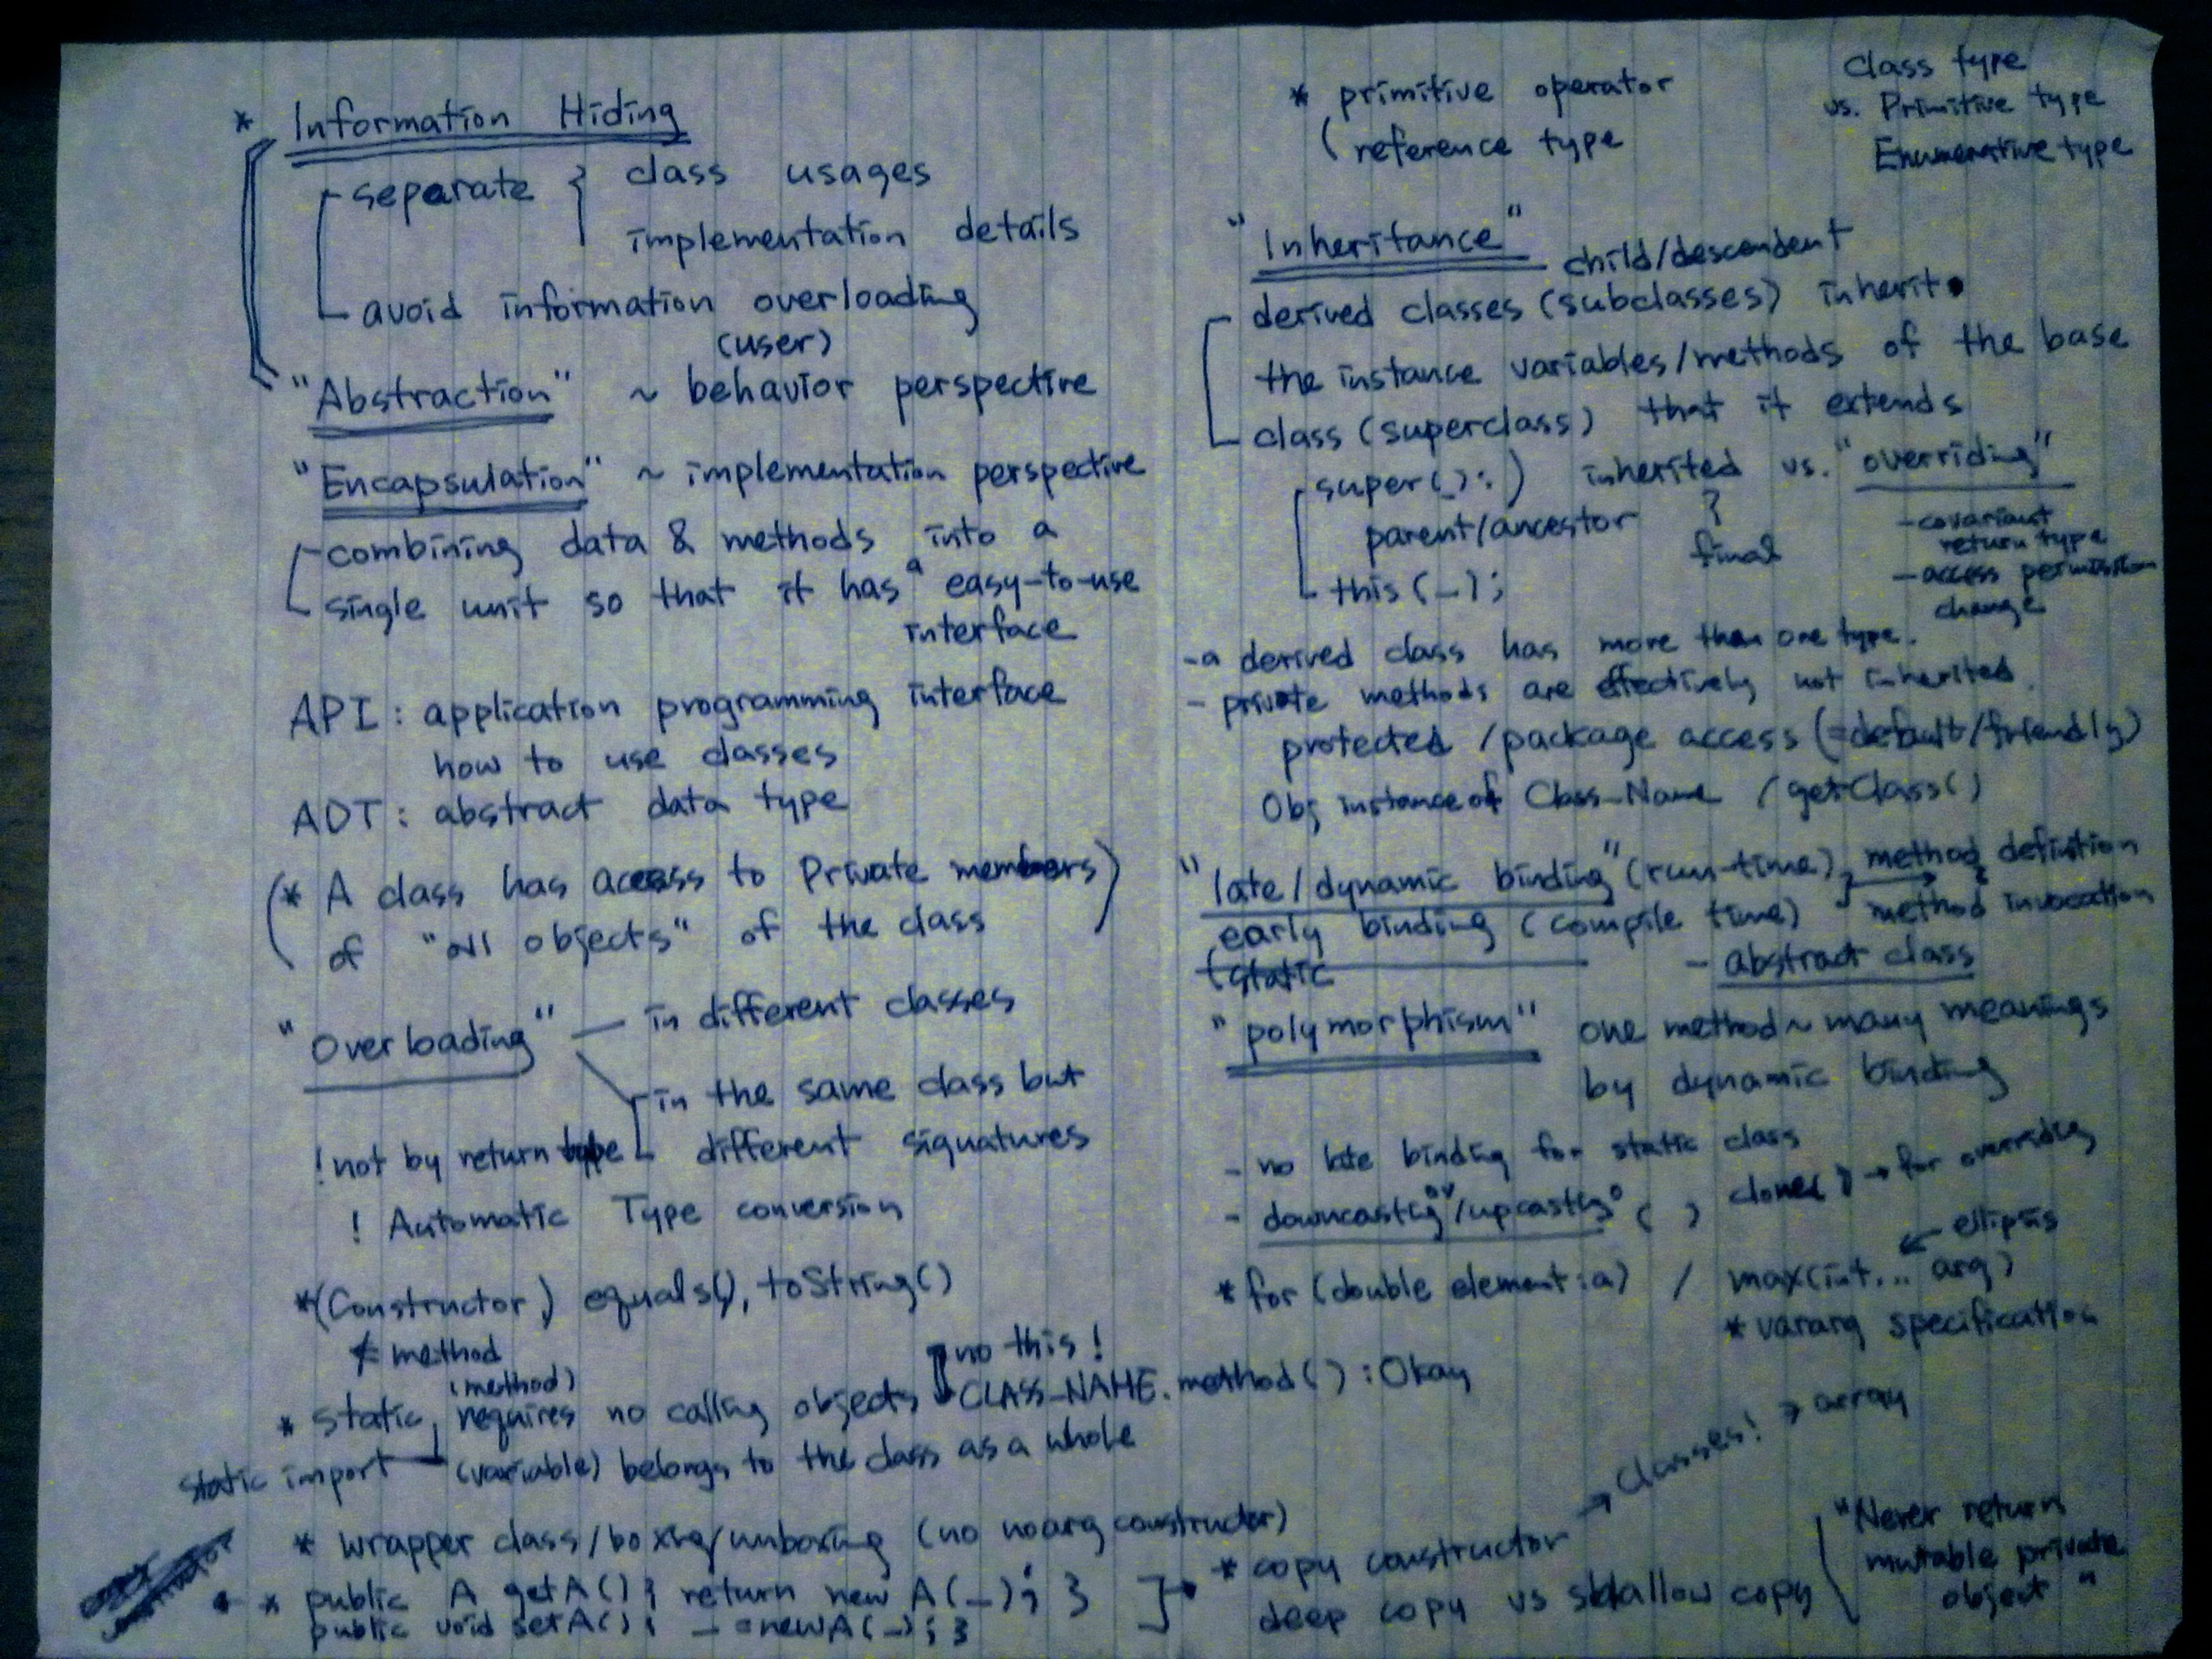 * Information Hiding
separate { class usages
implementation details
avoid information overloading
(user)
"Abstraction" ~ behavior perspective
"Encapsulation" ~ implementation perspective
combining data & methods into a
single unit so that it has a easy-to-use
interface
API : application programming interface
how to use classes
ADT : abstract data type
(* A class has access to Private members)
of "all objects" of the class
"Overloading" — in different classes
in the same class but
! not by return type different signatures
! Automatic Type conversion
*(Constructor) equals(), toString()
≠ method
* static (method) requires no calling objects no this! CLASS_NAME.method() : Okay
static import (variable) belongs to the class as a whole
* wrapper class/boxing/unboxing (no noarg constructor)
* public A getA() { return new A(_); }
public void setA() { _ = new A(_); }
* primitive operator
( reference type
class type
vs. Primitive type
Enumerative type
"Inheritance" child/descendent
derived classes (subclasses) inherit
the instance variables/methods of the base
class (superclass) that it extends
super(_); ) inherited vs. "overriding"
parent/ancestor final
this(_);
- covariant
return type
- access permission
change
- a derived class has more than one type.
- private methods are effectively not inherited.
protected / package access (=default/friendly)
Obj instance of Class_Name / getClass()
"late/dynamic binding" (run-time) method definition
early binding (compile time) method invocation
(static - abstract class
"polymorphism" one method ~ many meanings
by dynamic binding
- no late binding for static class
- downcastig/upcastig ( ) clone() → for overriding
* for (double element : a) / max(int... arg) ← ellipsis
* vararg specification
* copy constructor → classes! → array
deep copy vs shallow copy
"Never return
mutable private
object"